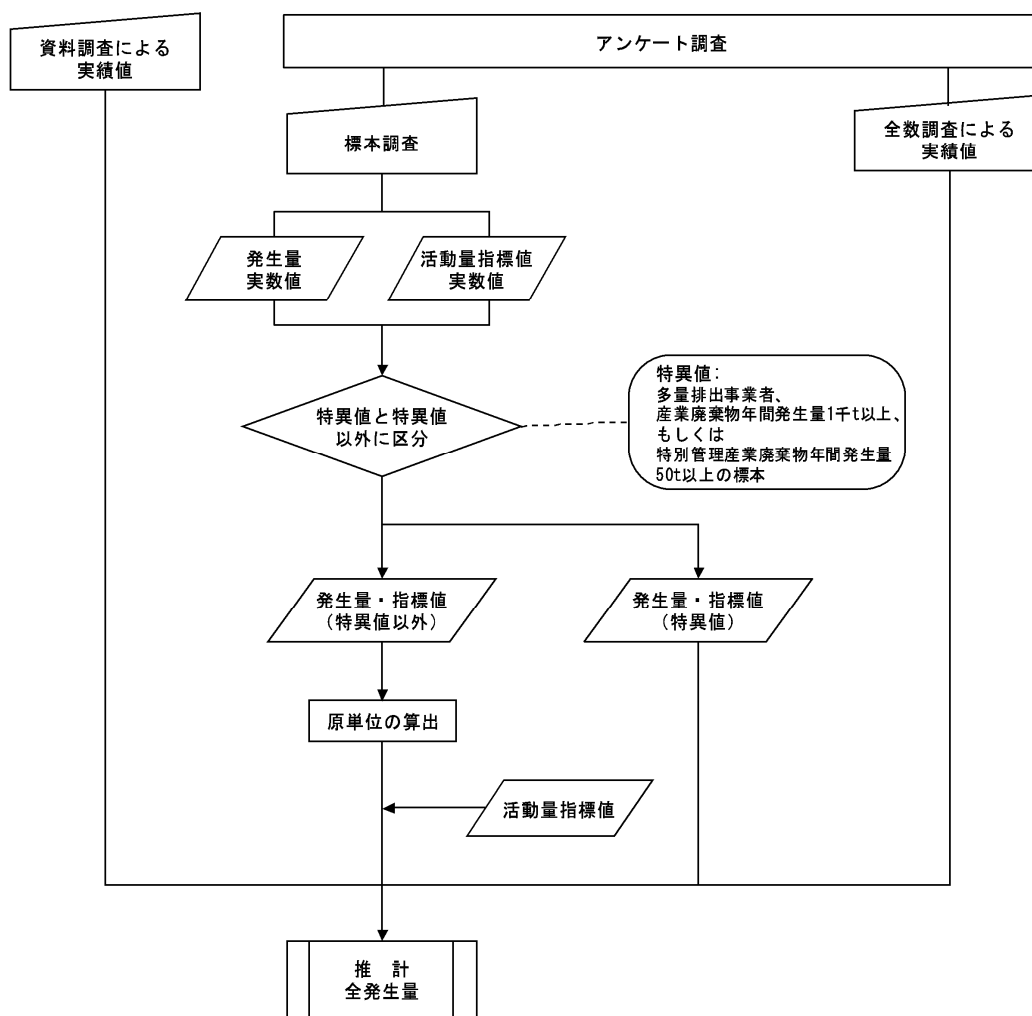 資料調査による
実績値
アンケート調査
標本調査
全数調査による
実績値
発生量
実数値
活動量指標値
実数値
特異値と特異値
以外に区分
特異値：
多量排出事業者、
産業廃棄物年間発生量1千t以上、
もしくは
特別管理産業廃棄物年間発生量
50t以上の標本
発生量・指標値
（特異値以外）
発生量・指標値
（特異値）
原単位の算出
活動量指標値
推　計
全発生量